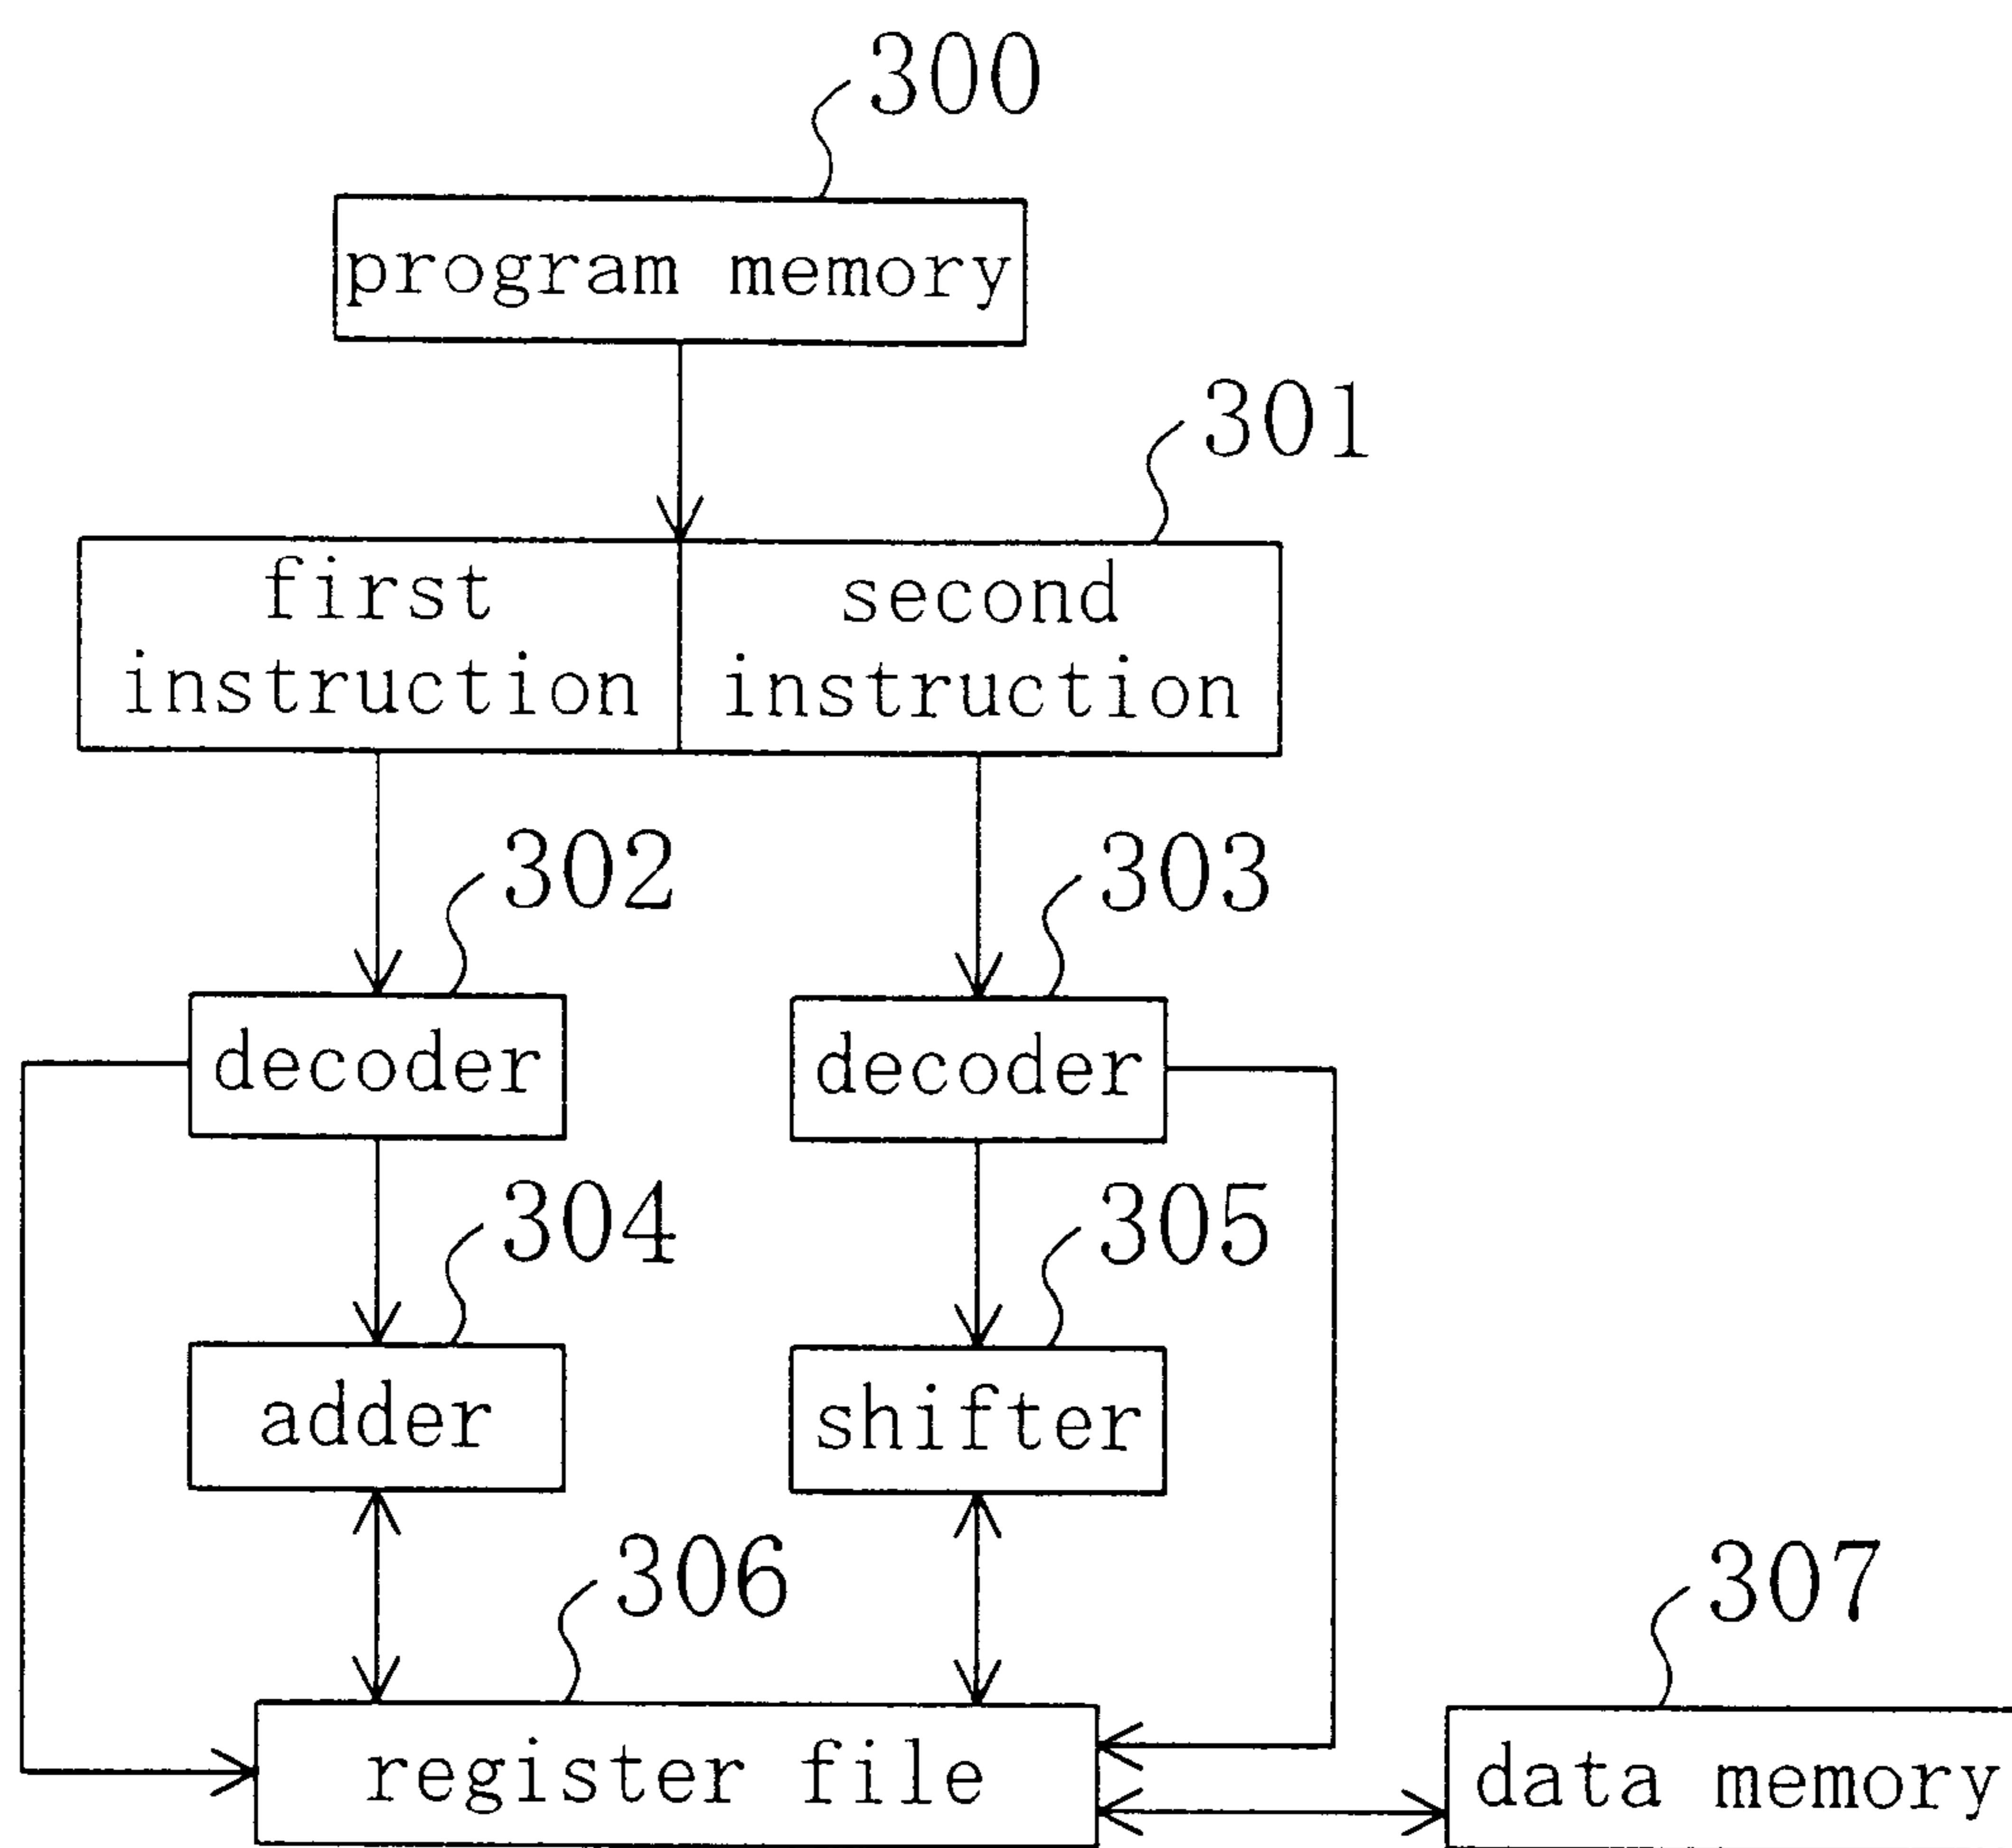 300
program memory
301
first
instruction
second
instruction
302
303
decoder
decoder
304
305
adder
shifter
306
307
register file
data memory